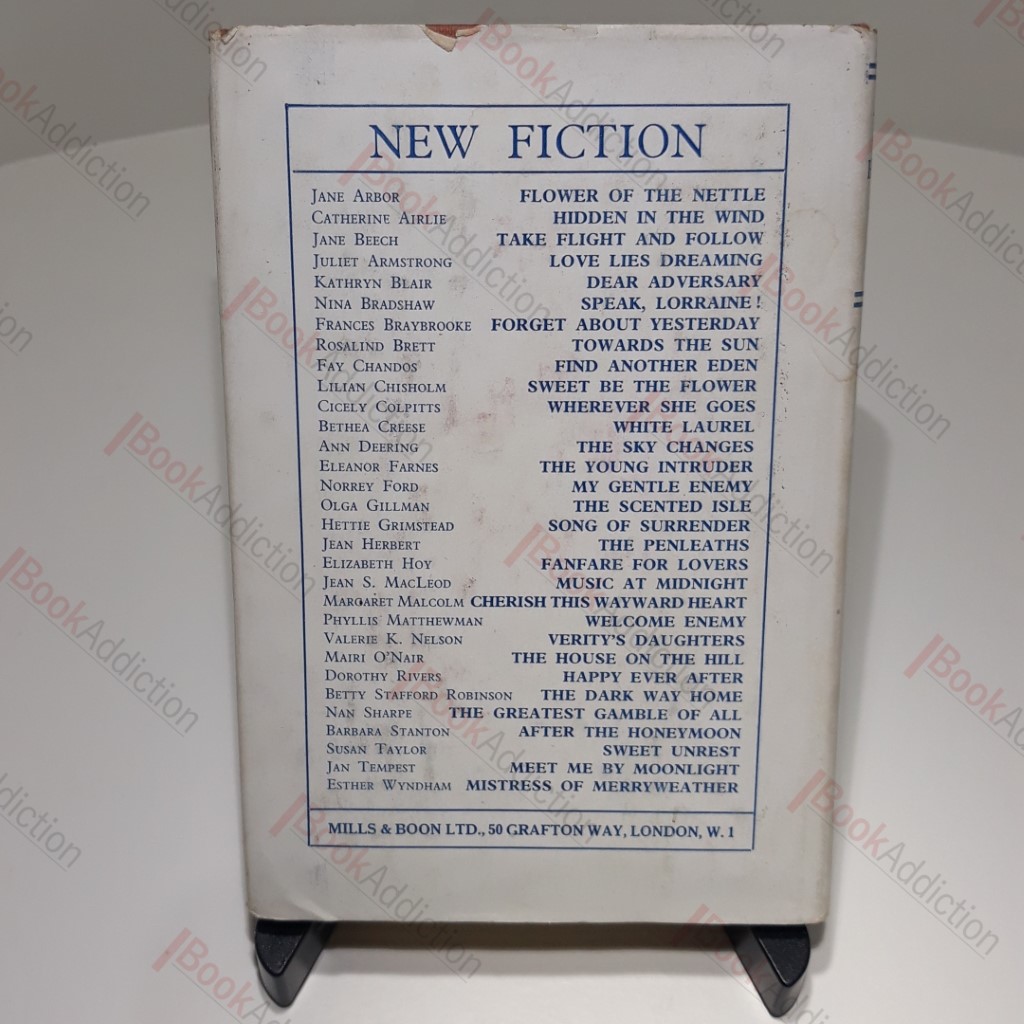 NEW FICTION
JANE ARBOR FLOWER OF THE NETTLE
CATHERINE AIRLIE HIDDEN IN THE WIND
JANE BEECH TAKE FLIGHT AND FOLLOW
JULIET ARMSTRONG LOVE LIES DREAMING
KATHRYN BLAIR DEAR ADVERSARY
NINA BRADSHAW SPEAK, LORRAINE!
FRANCES BRAYBROOKE FORGET ABOUT YESTERDAY
ROSALIND BRETT TOWARDS THE SUN
FAY CHANDOS FIND ANOTHER EDEN
LILIAN CHISHOLM SWEET BE THE FLOWER
CICELY COLPITTS WHEREVER SHE GOES
BETHEA CREESE WHITE LAUREL
ANN DEERING THE SKY CHANGES
ELEANOR FARNES THE YOUNG INTRUDER
NORREY FORD MY GENTLE ENEMY
OLGA GILLMAN THE SCENTED ISLE
HETTIE GRIMSTEAD SONG OF SURRENDER
JEAN HERBERT THE PENLEATHS
ELIZABETH HOY FANFARE FOR LOVERS
JEAN S. MACLEOD MUSIC AT MIDNIGHT
MARGARET MALCOLM CHERISH THIS WAYWARD HEART
PHYLLIS MATTHEWMAN WELCOME ENEMY
VALERIE K. NELSON VERITY'S DAUGHTERS
MAIRI O'NAIR THE HOUSE ON THE HILL
DOROTHY RIVERS HAPPY EVER AFTER
BETTY STAFFORD ROBINSON THE DARK WAY HOME
NAN SHARPE THE GREATEST GAMBLE OF ALL
BARBARA STANTON AFTER THE HONEYMOON
SUSAN TAYLOR SWEET UNREST
JAN TEMPEST MEET ME BY MOONLIGHT
ESTHER WYNDHAM MISTRESS OF MERRYWEATHER
MILLS & BOON LTD., 50 GRAFTON WAY, LONDON, W. 1
BookAddiction